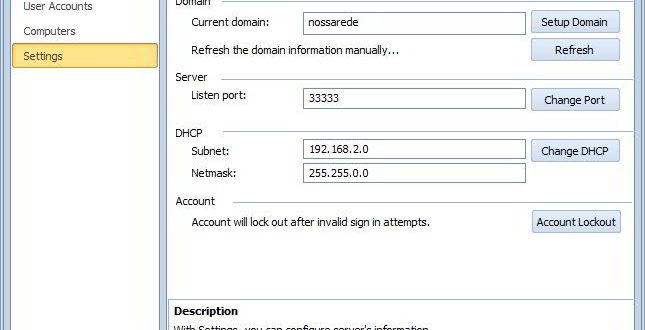 Domain
User Accounts
Current domain: nossarede Setup Domain
Computers
Refresh the domain information manually... Refresh
Settings
Server
Listen port: 33333 Change Port
DHCP
Subnet: 192.168.2.0 Change DHCP
Netmask: 255.255.0.0
Account
Account will lock out after invalid sign in attempts. Account Lockout
Description
With Settings, you can configure server's information